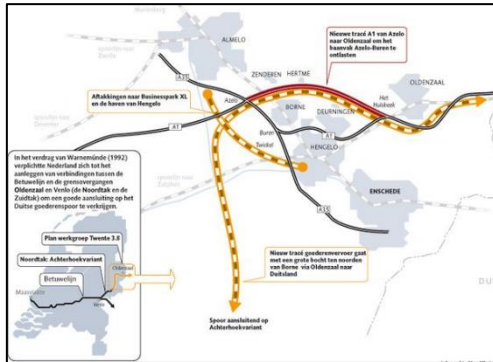 ALMELO
A35
ZENDEREN
HERTME
Nieuw tracé A1 van Azelo
naar Oldenzaal om het
baanvak Azelo-Buren te
ontlasten
Aftakkingen naar Businesspark XL
en de haven van Hengelo
Azelo
BORNE
DEURNINGEN
Het
OLDENZAAL
A1
Buren
A1
Twickel
HENGELO
ENSCHEDE
A35
In het verdrag van Warnemünde (1992)
verplichtte Nederland zich tot het
aanleggen van verbindingen tussen de
Betuwelijn en de grensovergangen
Oldenzaal en Venlo (de Noordtak en de
Zuidtak) om een goede aansluiting op het
Duitse goederenspoor te verkrijgen.
Plan werkgroep Twente 3.8
Noordtak: Achterhoekvariant
Oldenzaal
Betuwelijn
Maasvlakte
Venlo
Nieuw tracé goederenvervoer gaat
met een grote bocht ten noorden
van Borne via Oldenzaal naar
Duitsland
Spoor aansluitend op
Achterhoekvariant